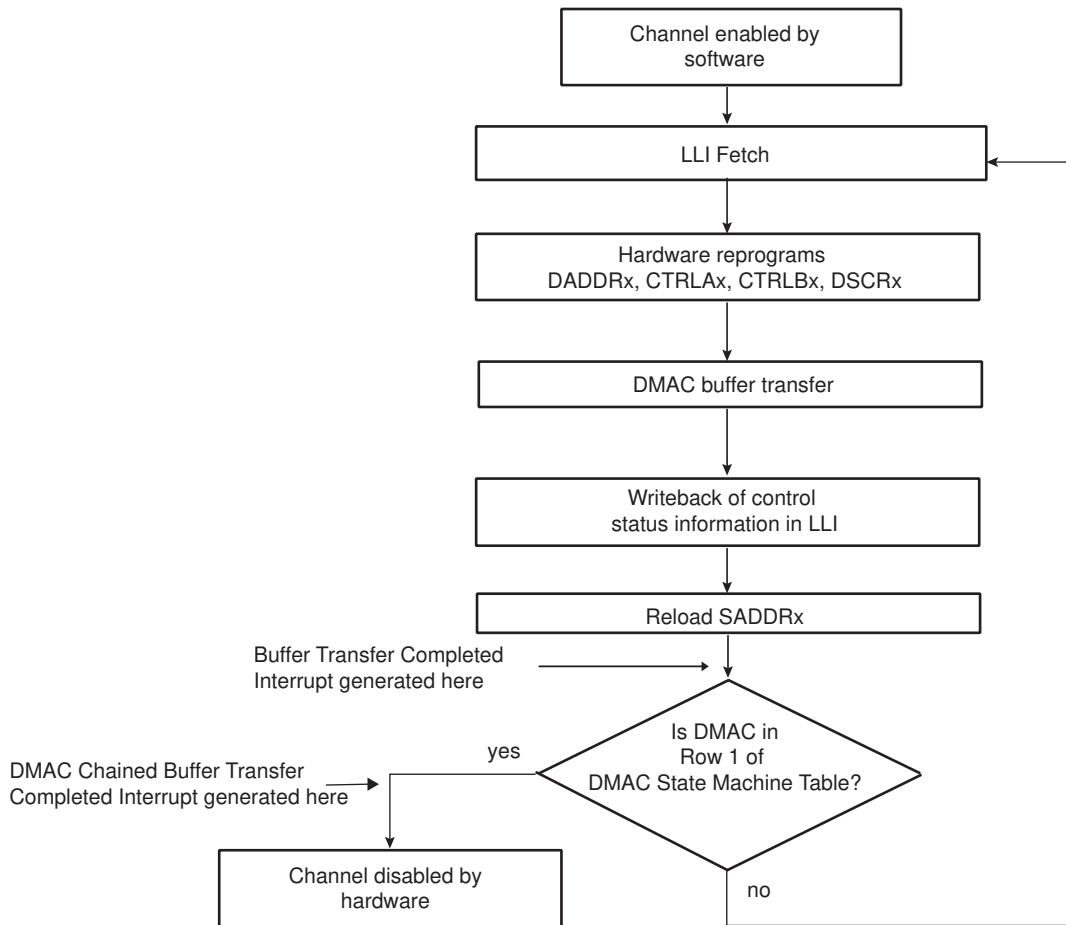 Channel enabled by
software
LLI Fetch
Hardware reprograms
DADDRx, CTRLAx, CTRLBx, DSCRx
DMAC buffer transfer
Writeback of control
status information in LLI
Reload SADDRx
Buffer Transfer Completed
Interrupt generated here
Is DMAC in
Row 1 of
DMAC State Machine Table?
yes
DMAC Chained Buffer Transfer
Completed Interrupt generated here
Channel disabled by
hardware
no